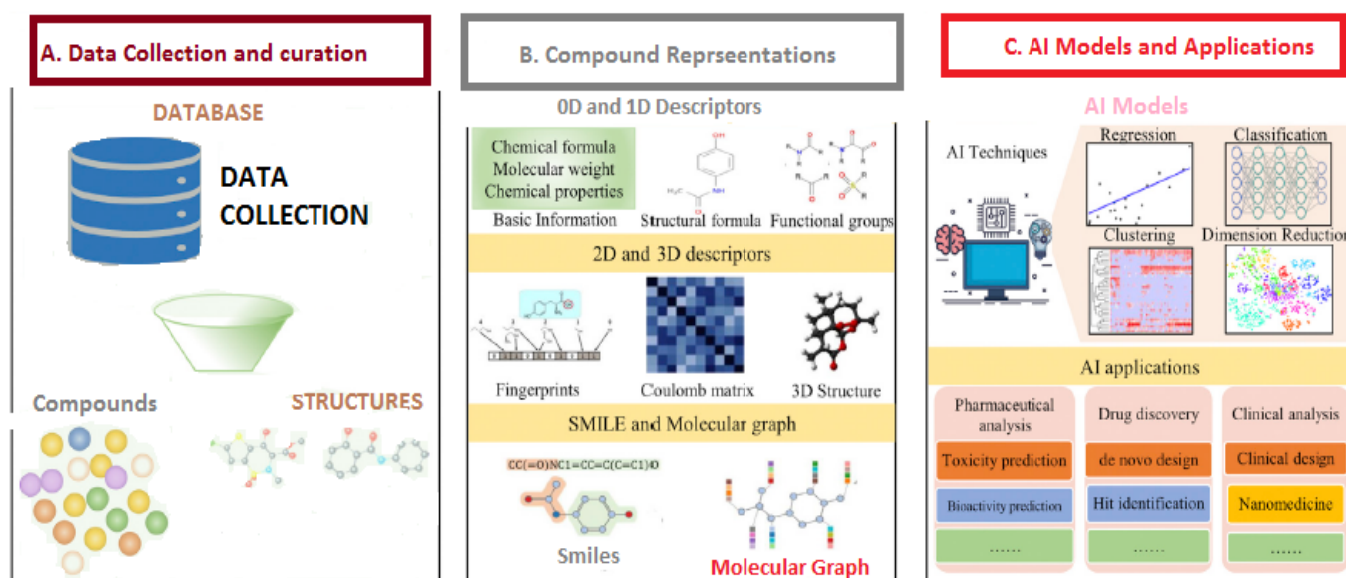 A. Data Collection and curation
DATABASE
DATA
COLLECTION
Compounds
STRUCTURES
B. Compound Reprseentations
0D and 1D Descriptors
Chemical formula
Molecular weight
Chemical properties
Basic Information
Structural formula
Functional groups
2D and 3D descriptors
Fingerprints
Coulomb matrix
3D Structure
SMILE and Molecular graph
CC(=O)NC1=CC=C(C=C1)O
Smiles
Molecular Graph
C. AI Models and Applications
AI Models
AI Techniques
Regression
Classification
Clustering
Dimension Reduction
AI applications
Pharmaceutical
analysis
Toxicity prediction
Bioactivity prediction
......
Drug discovery
de novo design
Hit identification
......
Clinical analysis
Clinical design
Nanomedicine
......